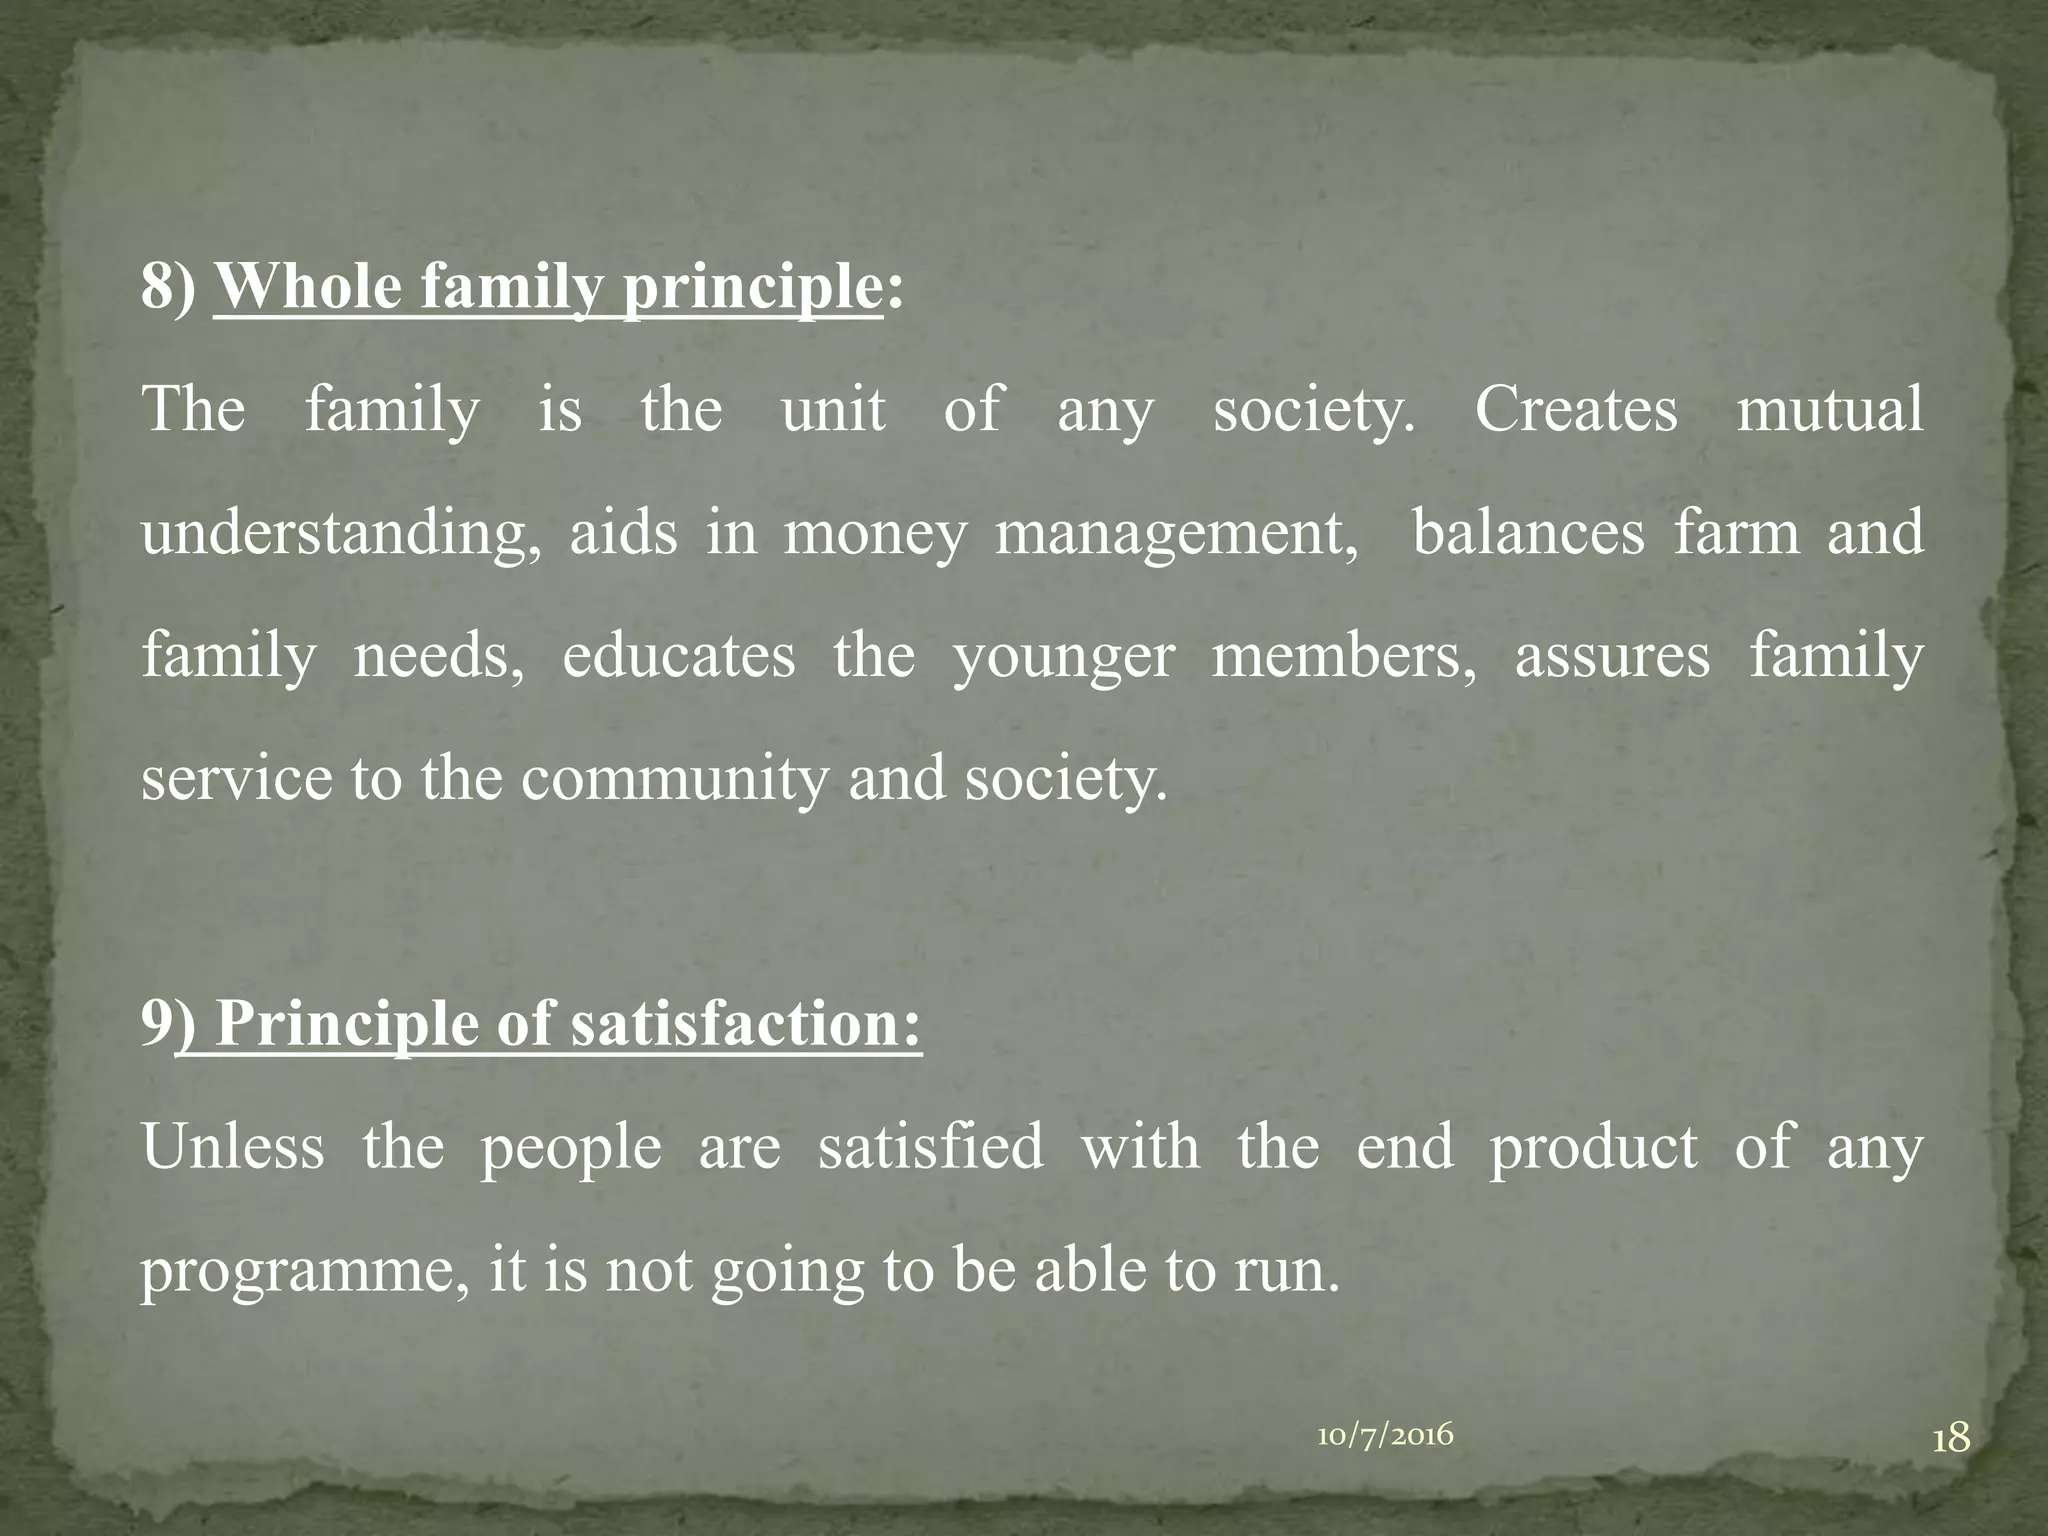 8) Whole family principle:
The family is the unit of any society. Creates mutual
understanding, aids in money management, balances farm and
family needs, educates the younger members, assures family
service to the community and society.
9) Principle of satisfaction:
Unless the people are satisfied with the end product of any
programme, it is not going to be able to run.
10/7/2016
18